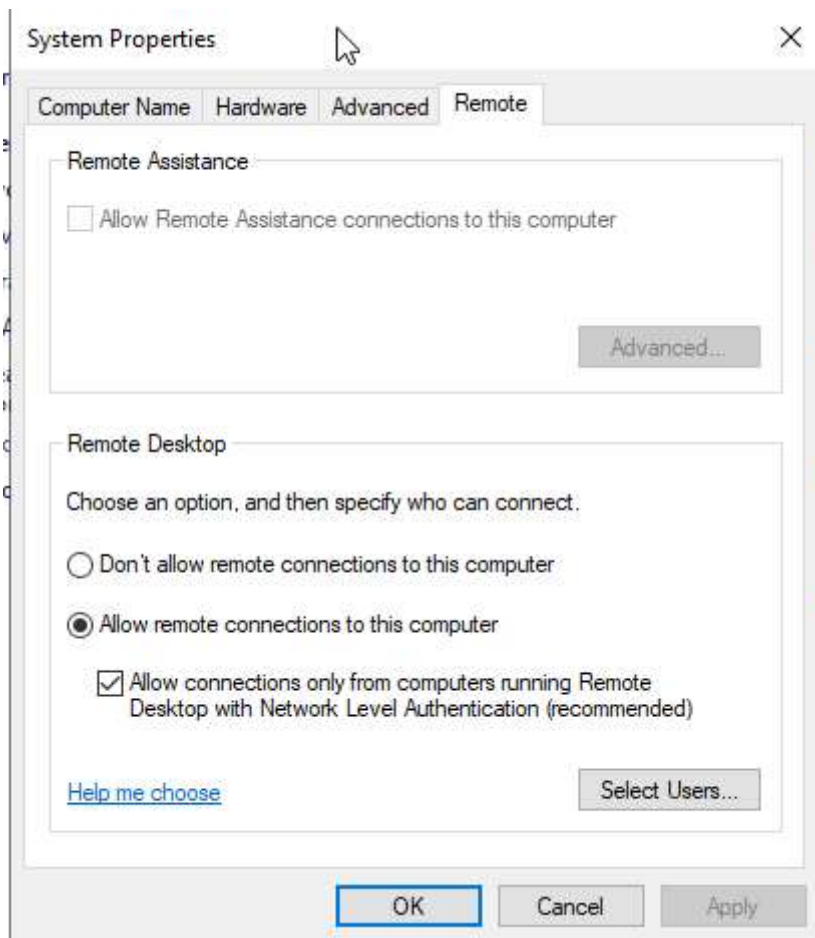 System Properties
Computer Name Hardware Advanced Remote
Remote Assistance
Allow Remote Assistance connections to this computer
Advanced...
Remote Desktop
Choose an option, and then specify who can connect.
Don't allow remote connections to this computer
Allow remote connections to this computer
Allow connections only from computers running Remote
Desktop with Network Level Authentication (recommended)
Help me choose Select Users...
OK Cancel Apply